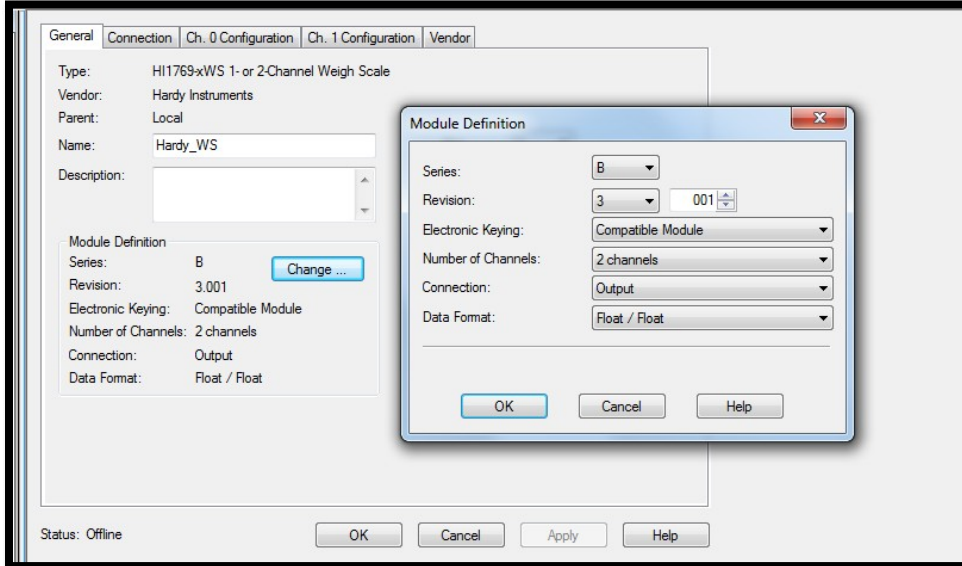 General Connection Ch. 0 Configuration Ch. 1 Configuration Vendor
Type: HI1769-xWS 1- or 2-Channel Weigh Scale
Vendor: Hardy Instruments
Parent: Local
Name: Hardy_WS
Description:
Module Definition
Series: B Change ...
Revision: 3.001
Electronic Keying: Compatible Module
Number of Channels: 2 channels
Connection: Output
Data Format: Float / Float
Module Definition
Series: B
Revision: 3 001
Electronic Keying: Compatible Module
Number of Channels: 2 channels
Connection: Output
Data Format: Float / Float
OK Cancel Help
Status: Offline OK Cancel Apply Help